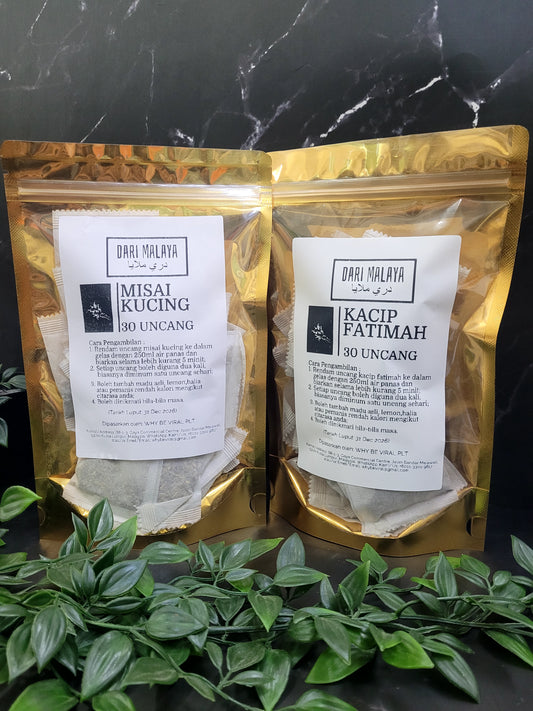 DARI MALAYA
دري ملايا
MISAI
KUCING
30 UNCANG
Cara Pengambilan :
1. Rendam uncang misai kucing ke dalam
gelas dengan 250ml air panas dan
biarkan selama lebih kurang 5 minit;
2. Setiap uncang boleh diguna dua kali,
biasanya diminum satu uncang sehari;
3. Boleh tambah madu asli, lemon,halia
atau pemanis rendah kalori mengikut
citarasa anda;
4. Boleh dinikmati bila-bila masa.
(Tarikh Luput: 31 Dec 2026)
Dipasarkan oleh: WHY BE VIRAL PLT
DARI MALAYA
دري ملايا
KACIP
FATIMAH
30 UNCANG
Cara Pengambilan :
1. Rendam uncang kacip fatimah ke dalam
gelas dengan 250ml air panas dan
biarkan selama lebih kurang 5 minit;
2. Setiap uncang boleh diguna dua kali,
biasanya diminum satu uncang sehari;
3. Boleh tambah madu asli, lemon,halia
atau pemanis rendah kalori mengikut
citarasa anda;
4. Boleh dinikmati bila-bila masa.
(Tarikh Luput: 31 Dec 2026)
Dipasarkan oleh: WHY BE VIRAL PLT